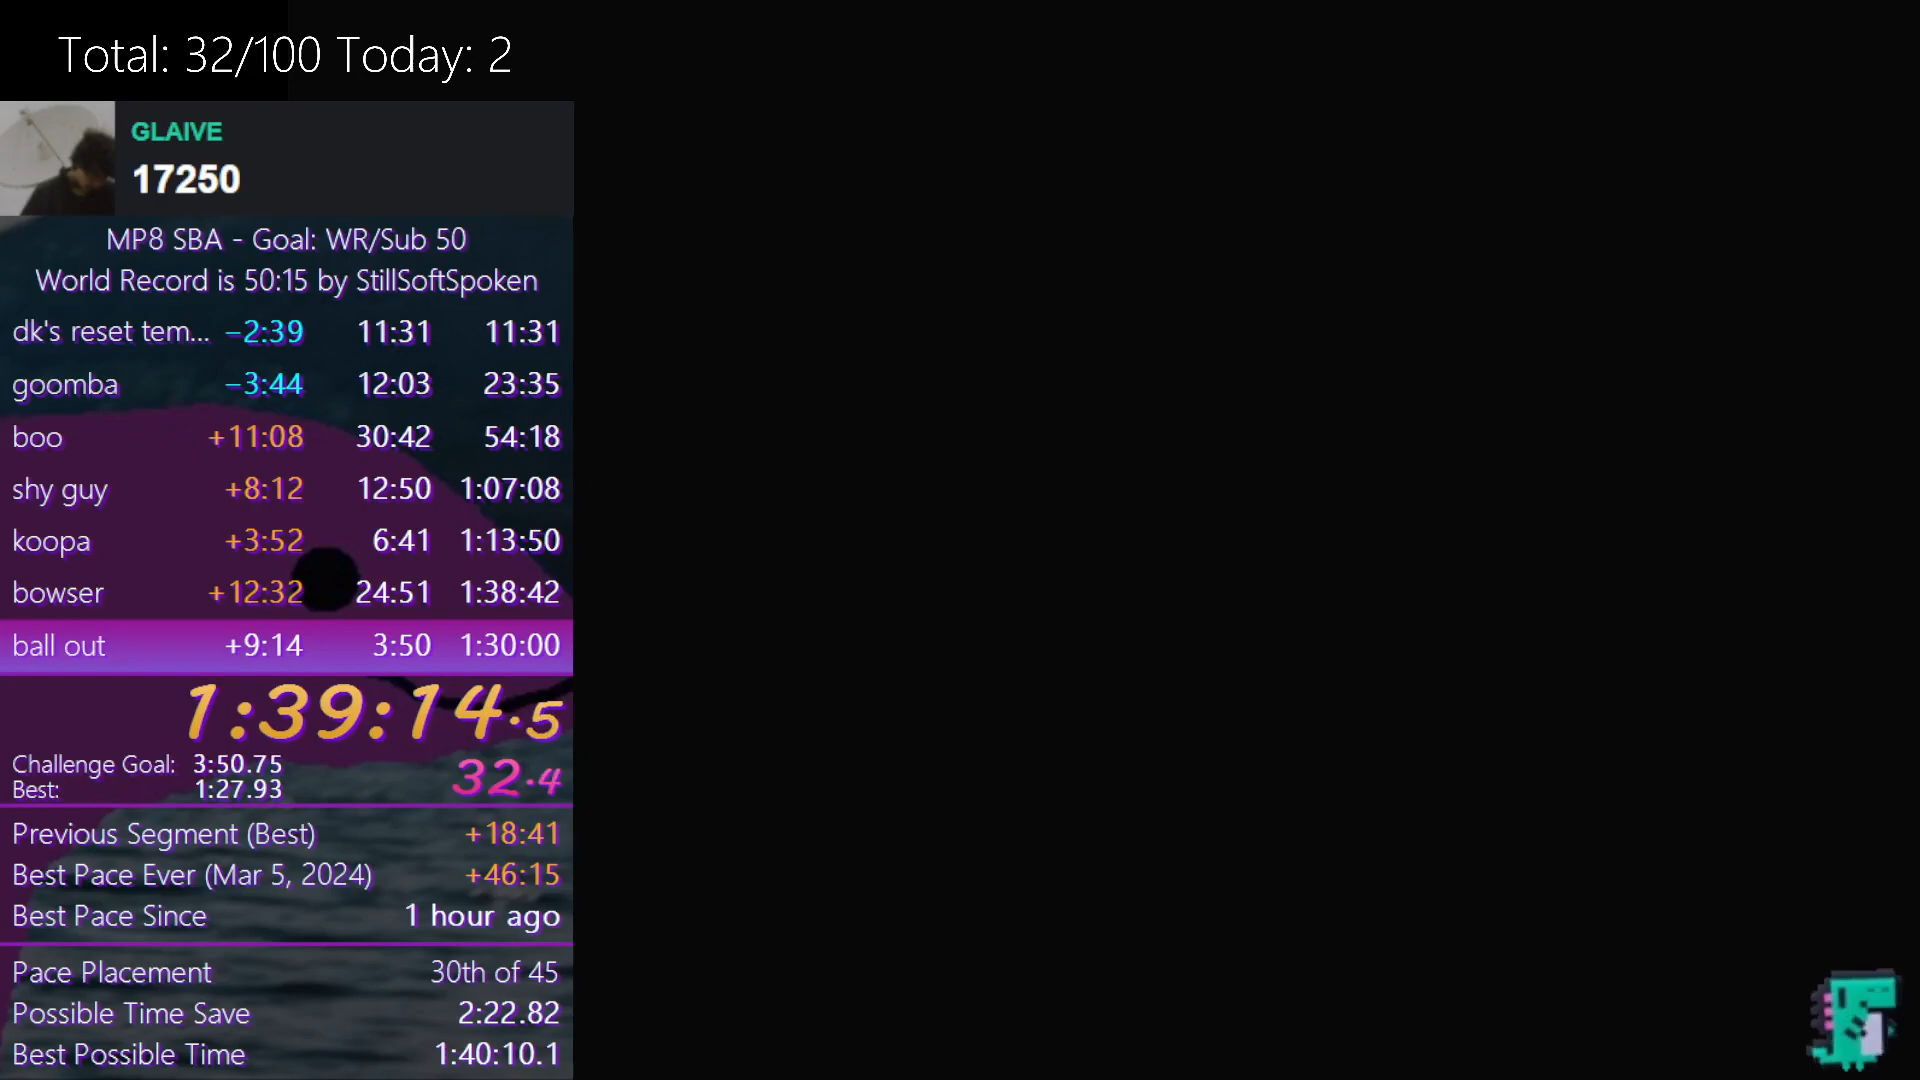 Total: 32/100 Today: 2
GLAIVE
17250
MP8 SBA - Goal: WR/Sub 50
World Record is 50:15 by StillSoftSpoken
dk's reset tem... −2:39 11:31 11:31
goomba −3:44 12:03 23:35
boo +11:08 30:42 54:18
shy guy +8:12 12:50 1:07:08
koopa +3:52 6:41 1:13:50
bowser +12:32 24:51 1:38:42
ball out +9:14 3:50 1:30:00
1:39:14.5
Challenge Goal: 3:50.75
Best: 1:27.93
32.4
Previous Segment (Best) +18:41
Best Pace Ever (Mar 5, 2024) +46:15
Best Pace Since 1 hour ago
Pace Placement 30th of 45
Possible Time Save 2:22.82
Best Possible Time 1:40:10.1